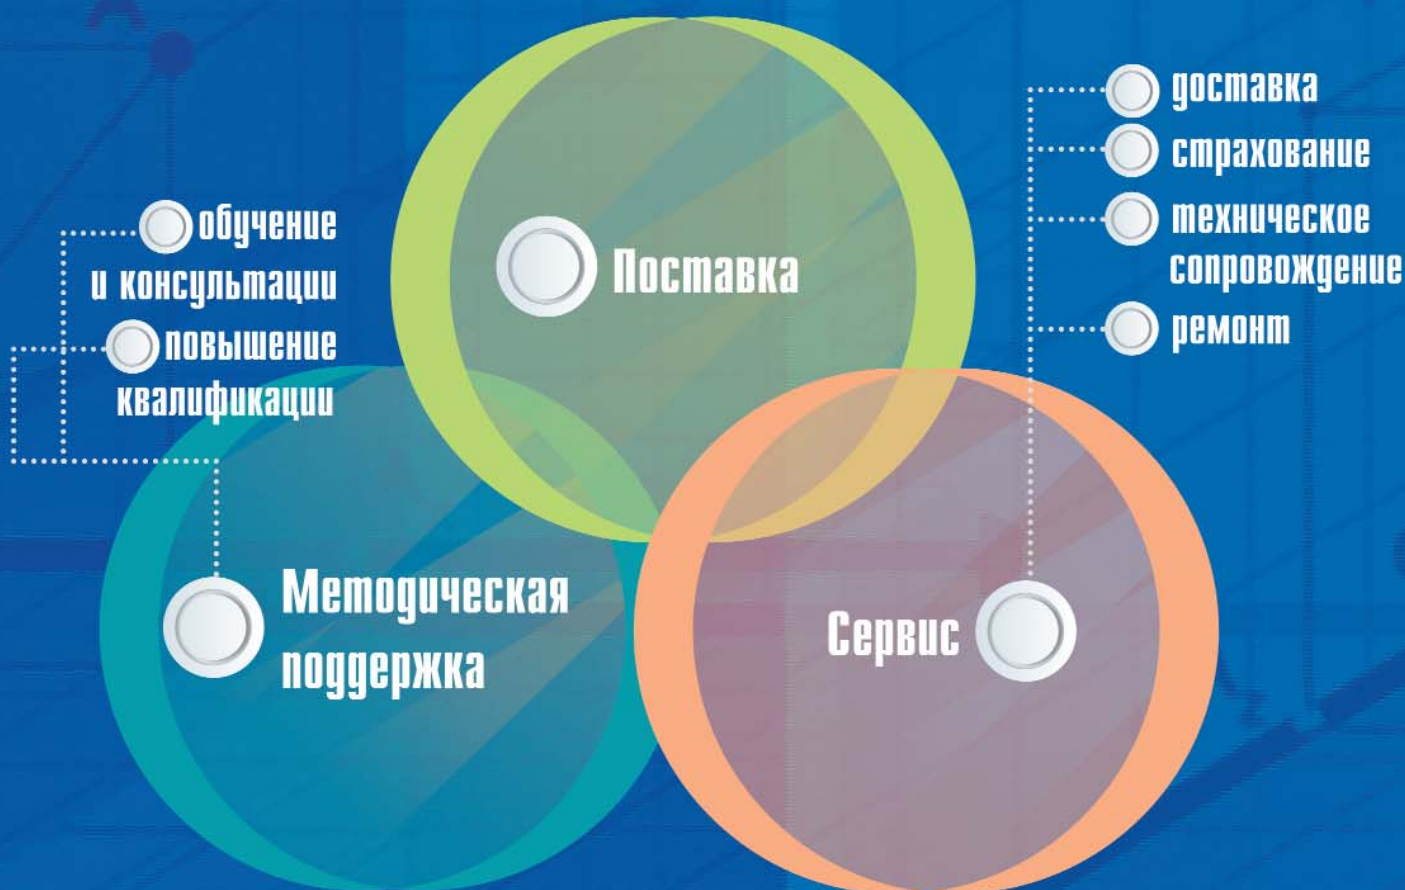 Поставка
обучение
и консультации
повышение
квалификации
Методическая
поддержка
доставка
страхование
техническое
сопровождение
ремонт
Сервис